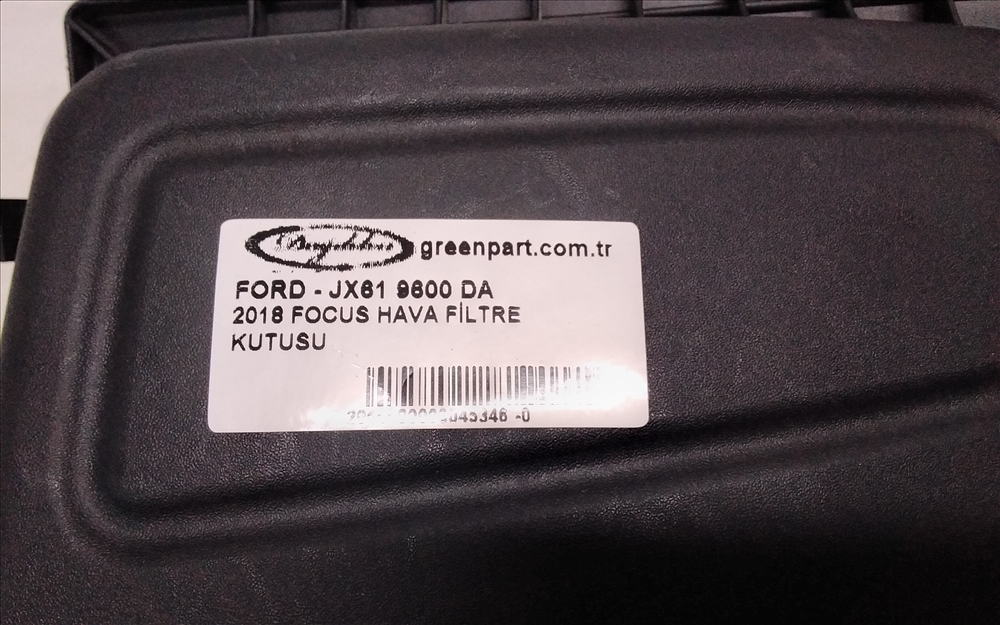 greenpart.com.tr
FORD - JX61 9600 DA
2018 FOCUS HAVA FİLTRE
KUTUSU